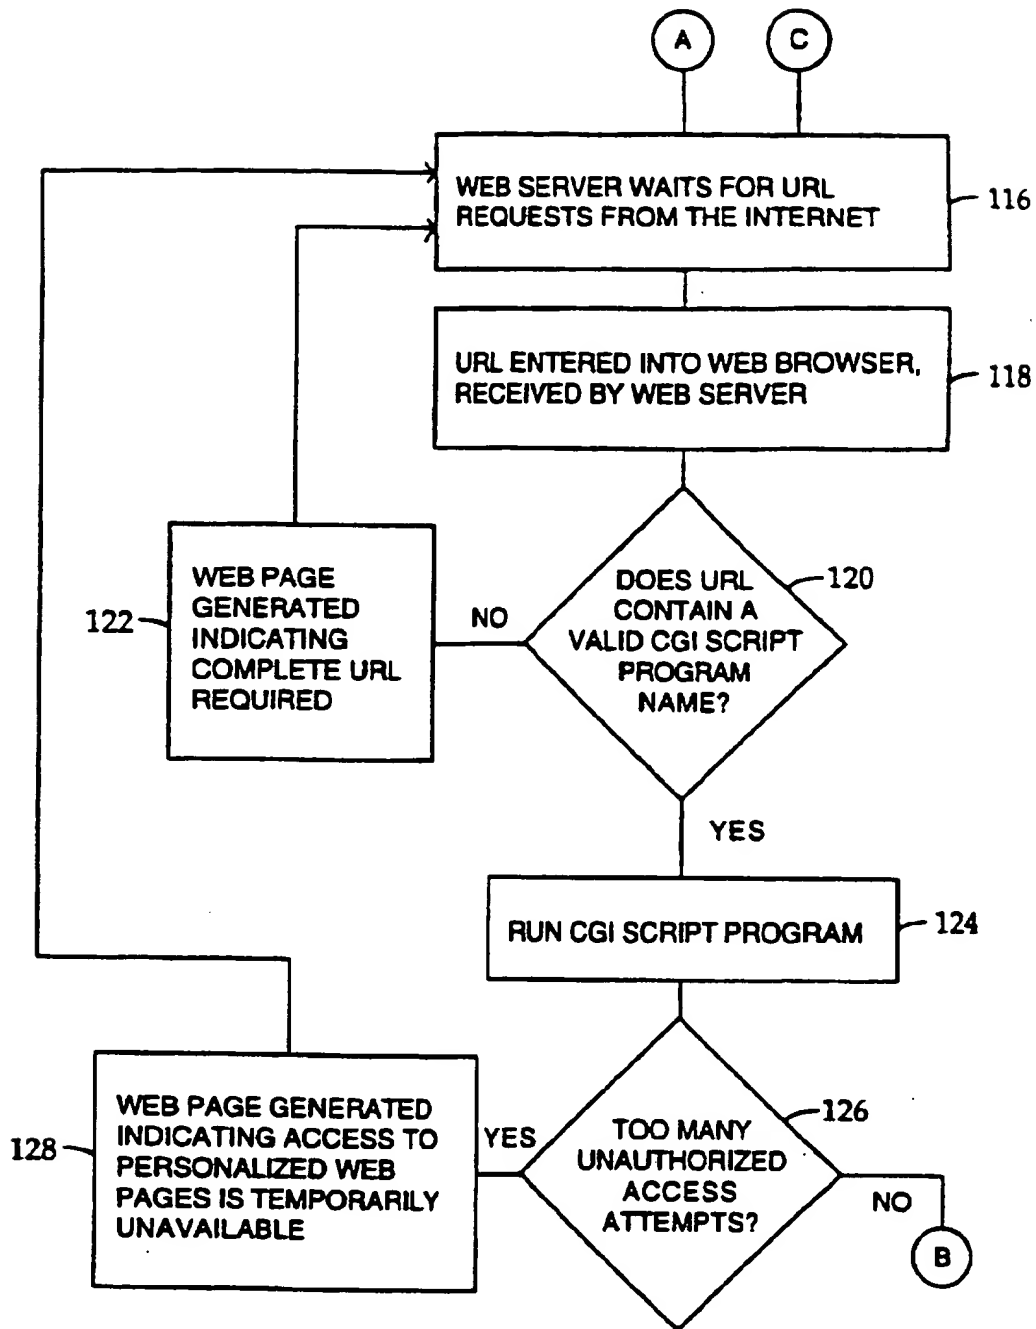 A
C
WEB SERVER WAITS FOR URL
REQUESTS FROM THE INTERNET
116
URL ENTERED INTO WEB BROWSER,
RECEIVED BY WEB SERVER
118
DOES URL
CONTAIN A
VALID CGI SCRIPT
PROGRAM
NAME?
120
NO
WEB PAGE
GENERATED
INDICATING
COMPLETE URL
REQUIRED
122
YES
RUN CGI SCRIPT PROGRAM
124
TOO MANY
UNAUTHORIZED
ACCESS
ATTEMPTS?
126
YES
WEB PAGE GENERATED
INDICATING ACCESS TO
PERSONALIZED WEB
PAGES IS TEMPORARILY
UNAVAILABLE
128
NO
B